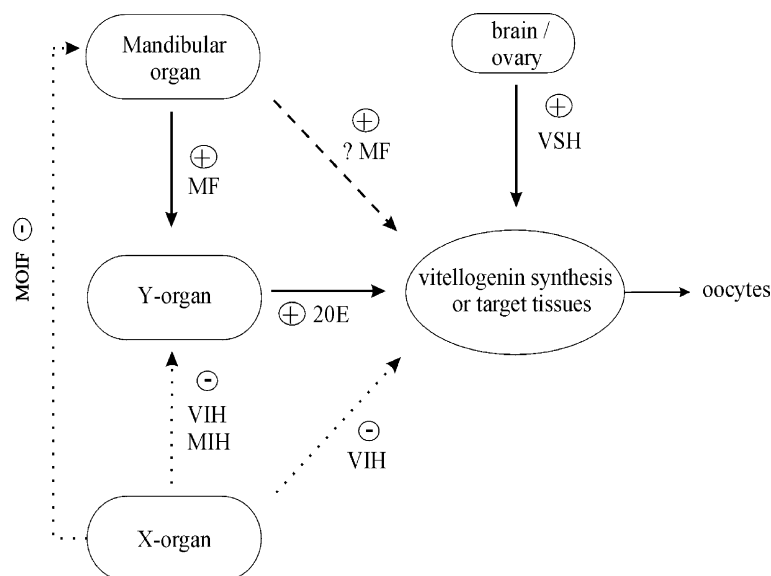 Mandibular
organ
brain /
ovary
+
MF
+
? MF
+
VSH
MOIF -
Y-organ
+ 20E
vitellogenin synthesis
or target tissues
oocytes
-
VIH
MIH
-
VIH
X-organ